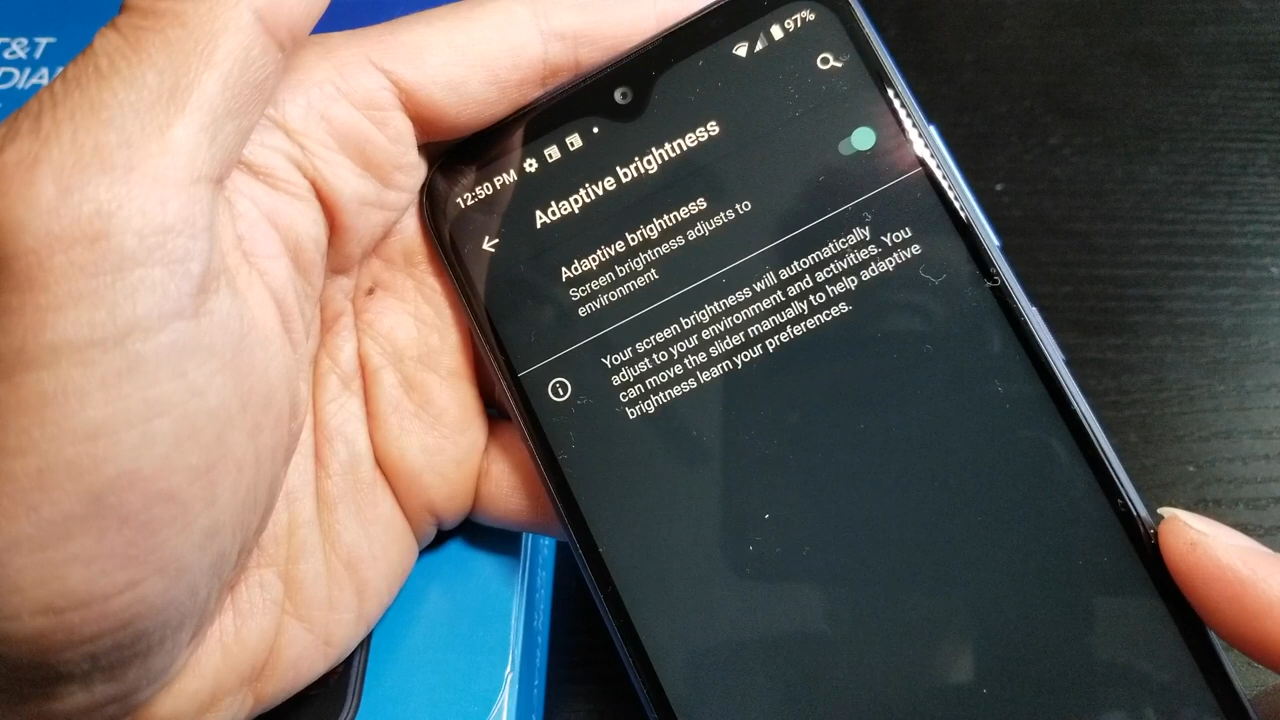 T&T
DIA
12:50 PM
97%
Adaptive brightness
Adaptive brightness
Screen brightness adjusts to
environment
Your screen brightness will automatically
adjust to your environment and activities. You
can move the slider manually to help adaptive
brightness learn your preferences.